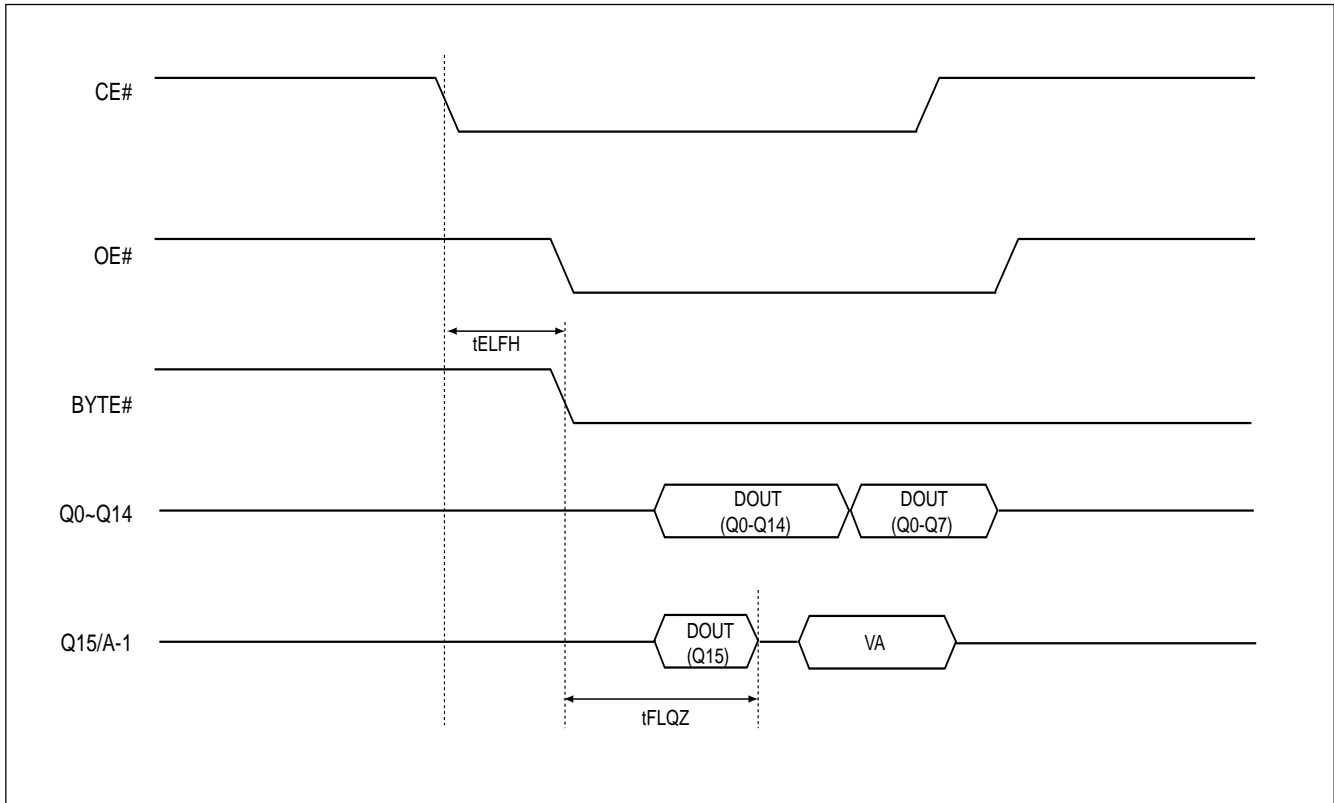 CE#
OE#
tELFH
BYTE#
Q0~Q14
DOUT
(Q0-Q14)
DOUT
(Q0-Q7)
Q15/A-1
DOUT
(Q15)
VA
tFLQZ